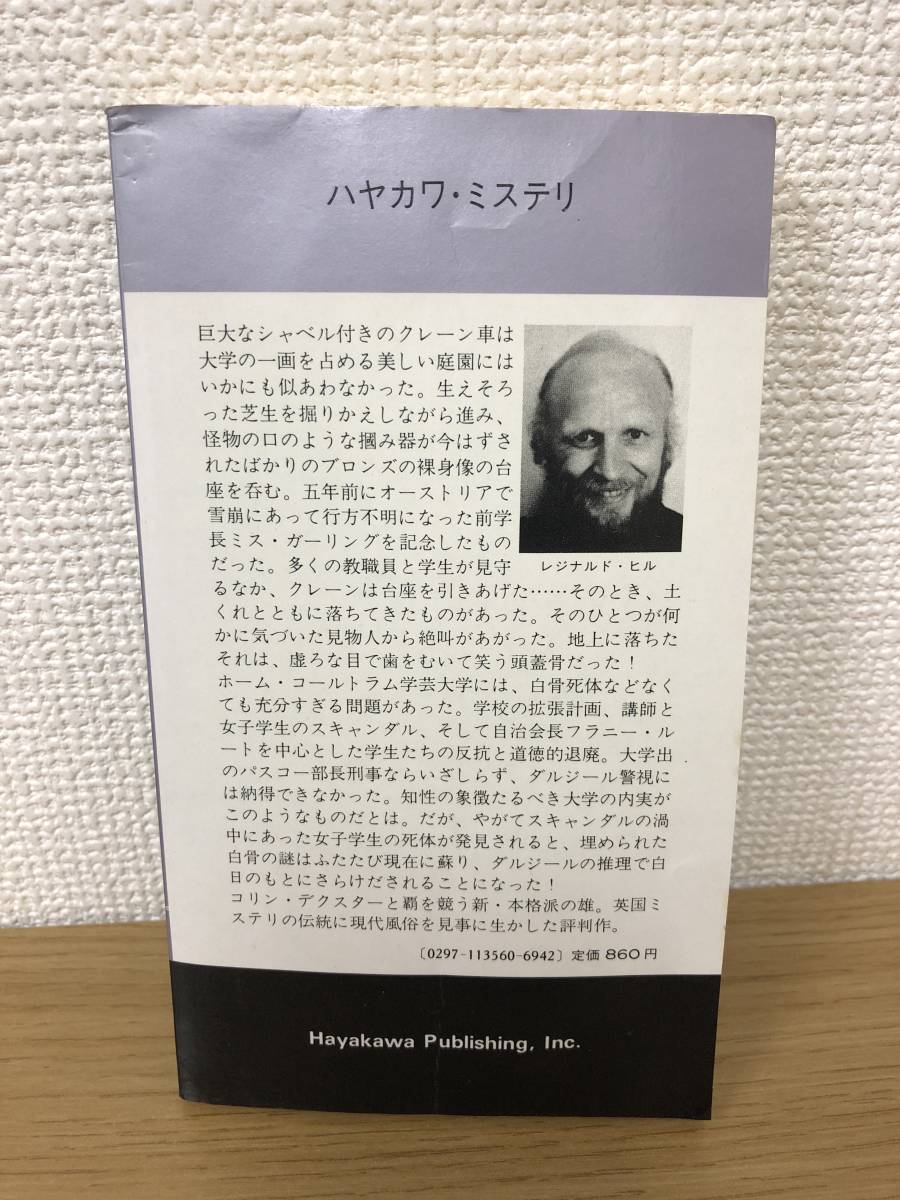 ハヤカワ・ミステリ
巨大なシャベル付きのクレーン車は
大学の一画を占める美しい庭園には
いかにも似あわなかった。生えそろ
った芝生を掘りかえしながら進み、
怪物の口のような摑み器が今はずさ
れたばかりのブロンズの裸身像の台
座を呑む。五年前にオーストリアで
雪崩にあって行方不明になった前学
長ミス・ガーリングを記念したもの
だった。多くの教職員と学生が見守
るなか、クレーンは台座を引きあげた……そのとき、土
くれとともに落ちてきたものがあった。そのひとつが何
かに気づいた見物人から絶叫があがった。地上に落ちた
それは、虚ろな目で歯をむいて笑う頭蓋骨だった！
ホーム・コールトラム学芸大学には、白骨死体などなく
ても充分すぎる問題があった。学校の拡張計画、講師と
女子学生のスキャンダル、そして自治会長フラニー・ル
ートを中心とした学生たちの反抗と道徳的退廃。大学出
のパスコー部長刑事ならいざしらず、ダルジール警視に
は納得できなかった。知性の象徴たるべき大学の内実が
このようなものだとは。だが、やがてスキャンダルの渦
中にあった女子学生の死体が発見されると、埋められた
白骨の謎はふたたび現在に蘇り、ダルジールの推理で白
日のもとにさらけだされることになった！
コリン・デクスターと覇を競う新・本格派の雄。英国ミ
ステリの伝統に現代風俗を見事に生かした評判作。
レジナルド・ヒル
〔0297-113560-6942〕定価 860円
Hayakawa Publishing, Inc.